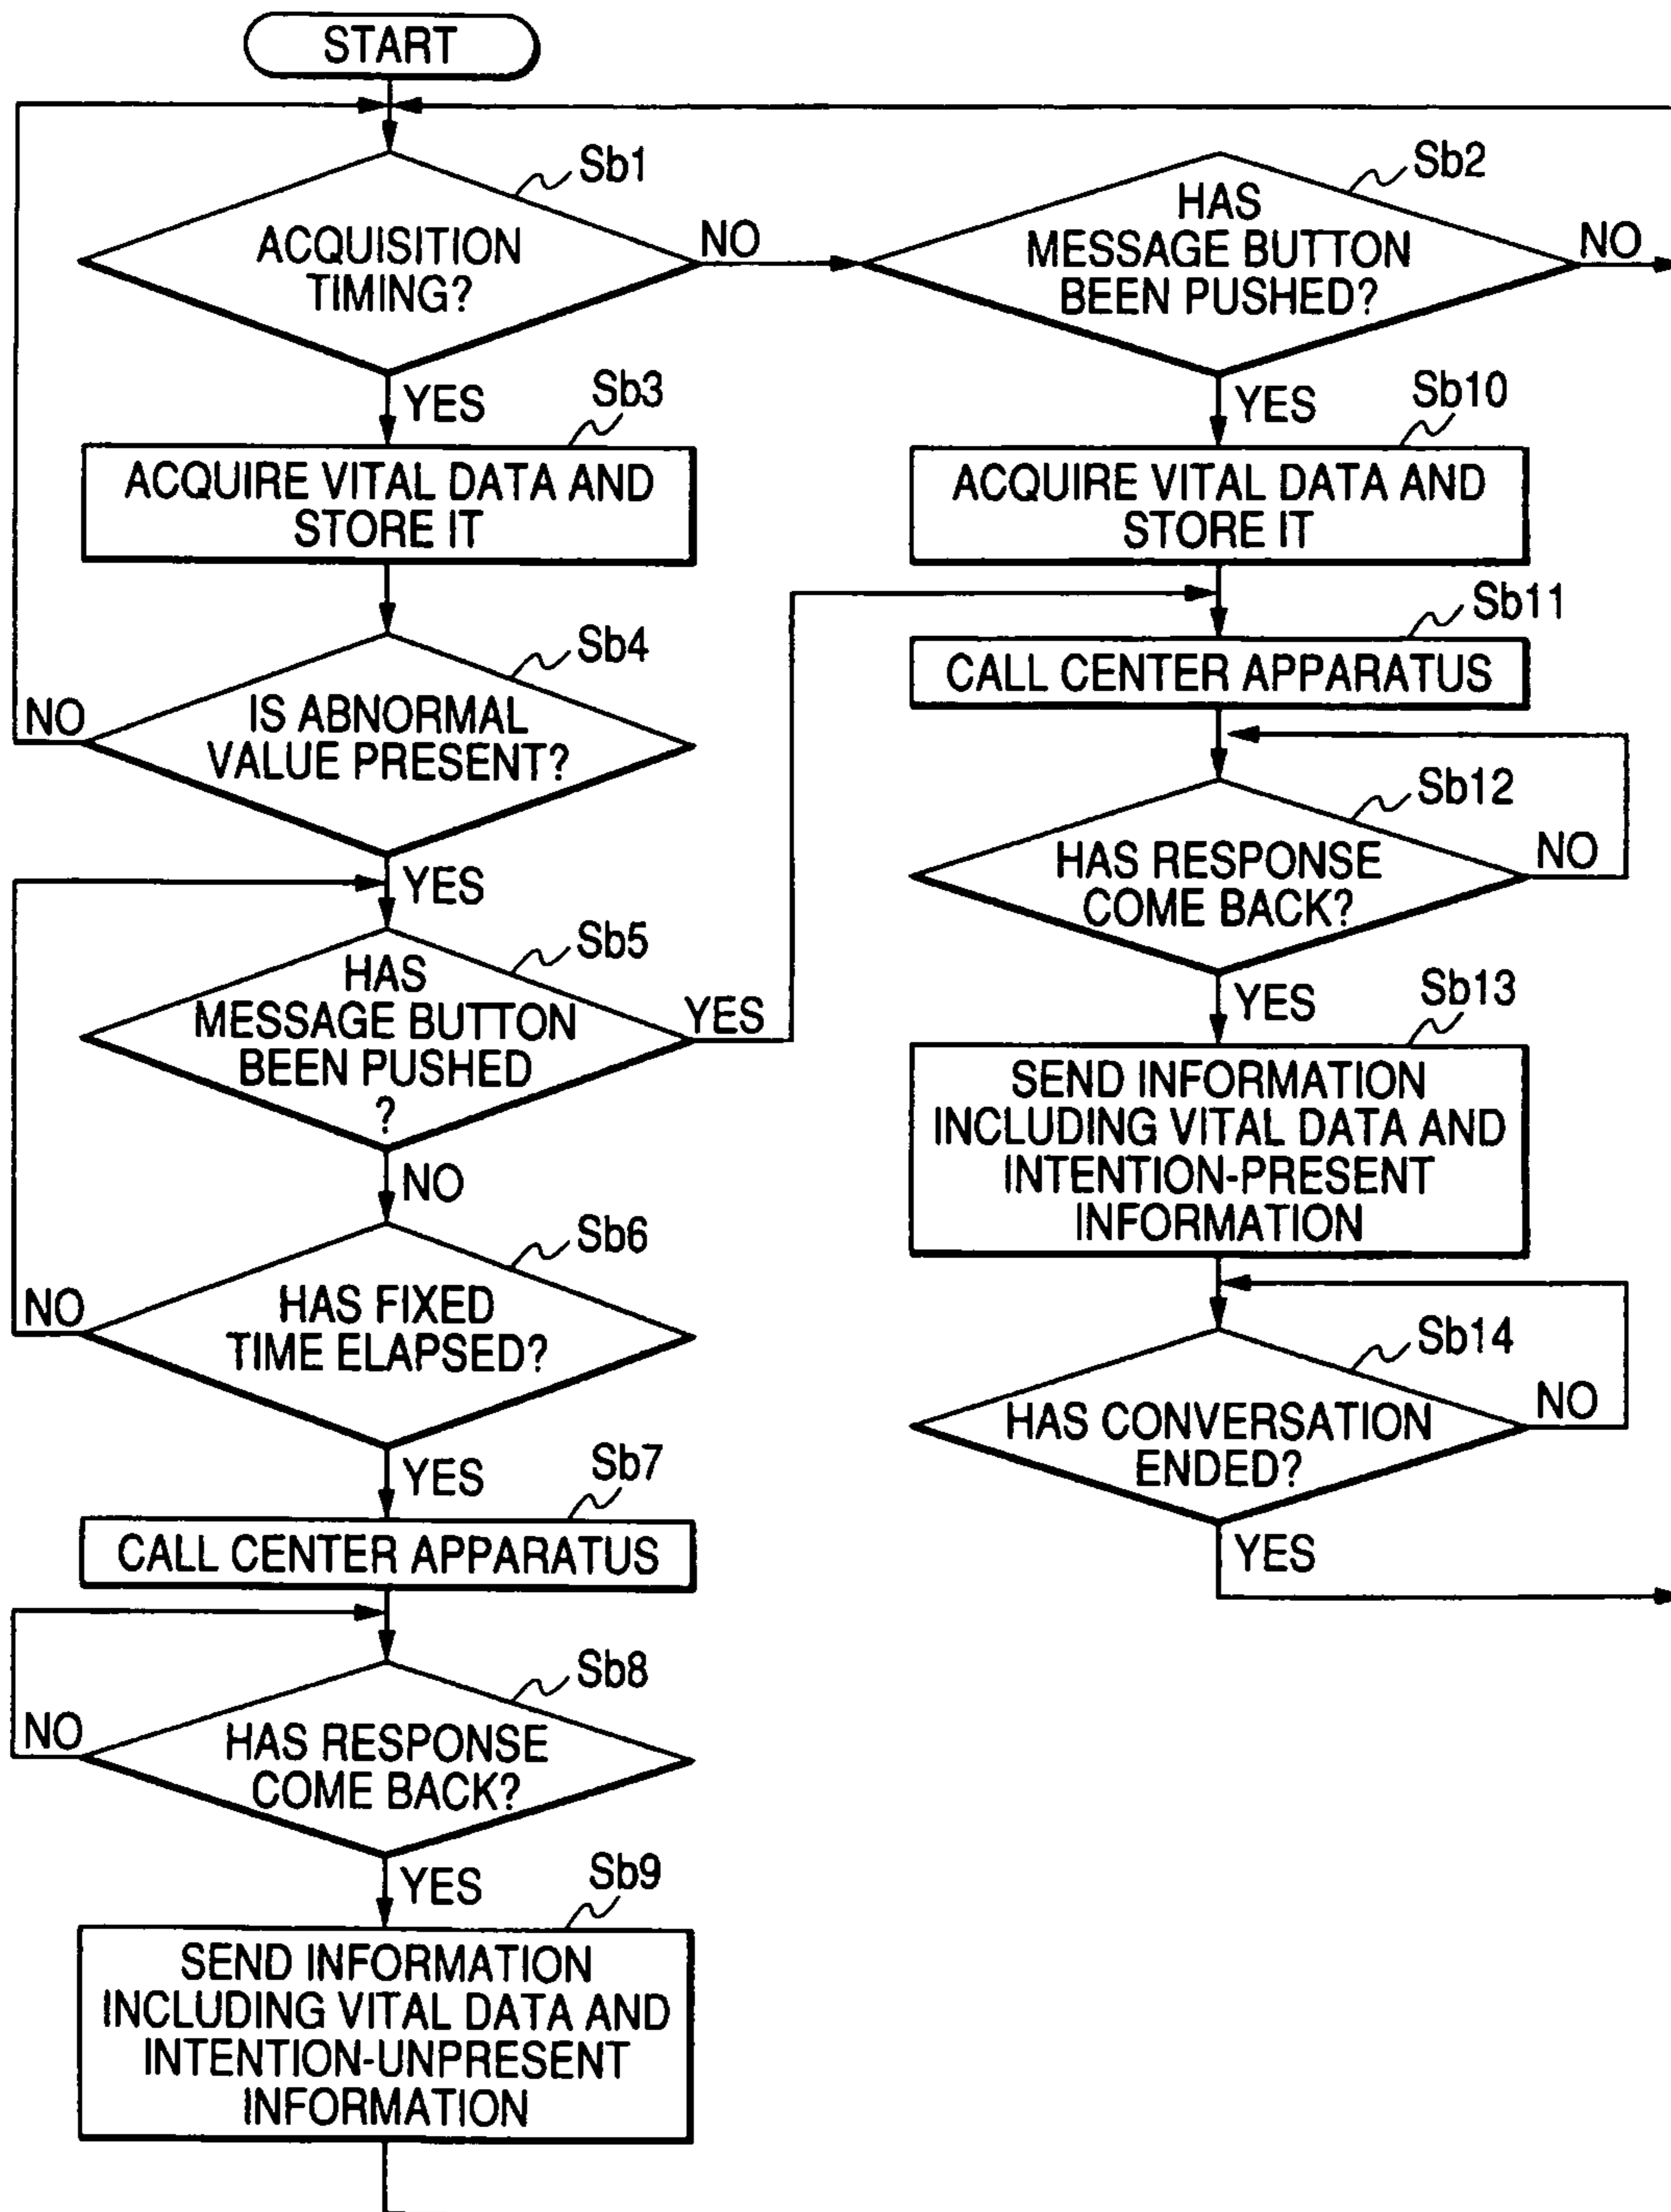 START
Sb1
ACQUISITION
TIMING?
NO
YES
Sb2
HAS
MESSAGE BUTTON
BEEN PUSHED?
NO
YES
Sb3
ACQUIRE VITAL DATA AND
STORE IT
Sb4
IS ABNORMAL
VALUE PRESENT?
NO
YES
Sb5
HAS
MESSAGE BUTTON
BEEN PUSHED
?
YES
NO
Sb6
HAS FIXED
TIME ELAPSED?
NO
YES
Sb7
CALL CENTER APPARATUS
Sb8
HAS RESPONSE
COME BACK?
NO
YES
Sb9
SEND INFORMATION
INCLUDING VITAL DATA AND
INTENTION-UNPRESENT
INFORMATION
Sb10
ACQUIRE VITAL DATA AND
STORE IT
Sb11
CALL CENTER APPARATUS
Sb12
HAS RESPONSE
COME BACK?
NO
YES
Sb13
SEND INFORMATION
INCLUDING VITAL DATA AND
INTENTION-PRESENT
INFORMATION
Sb14
HAS CONVERSATION
ENDED?
NO
YES